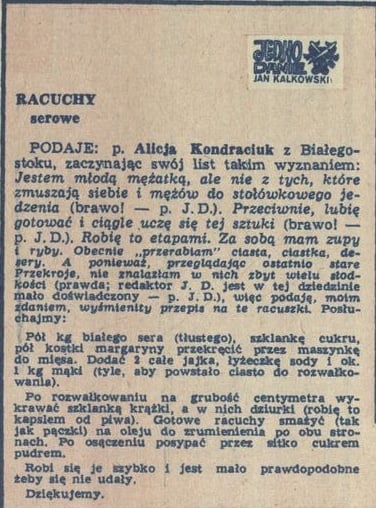 JEDNO
DANIE
JAN KALKOWSKI
RACUCHY
serowe
PODAJE: p. Alicja Kondraciuk z Białego-
stoku, zaczynając swój list takim wyznaniem:
Jestem młodą mężatką, ale nie z tych, które
zmuszają siebie i mężów do stołówkowego je-
dzenia (brawo! — p. J.D.). Przeciwnie, lubię
gotować i ciągle uczę się tej sztuki (brawo! —
p. J.D.). Robię to etapami. Za sobą mam zupy
i ryby. Obecnie „przerabiam" ciasta, ciastka, de-
sery. A ponieważ, przeglądając ostatnio stare
Przekroje, nie znalazłam w nich zbyt wielu słod-
kości (prawda; redaktor J. D. jest w tej dziedzinie
mało doświadczony — p. J.D.), więc podaję, moim
zdaniem, wyśmienity przepis na te racuszki. Posłu-
chajmy:
Pół kg białego sera (tłustego), szklankę cukru,
pół kostki margaryny przekręcić przez maszynkę
do mięsa. Dodać 2 całe jajka, łyżeczkę sody i ok.
1 kg mąki (tyle, aby powstało ciasto do rozwałko-
wania).
Po rozwałkowaniu na grubość centymetra wy-
krawać szklanką krążki, a w nich dziurki (robię to
kapslem od piwa). Gotowe racuchy smażyć (tak
jak pączki) na oleju do zrumienienia po obu stro-
nach. Po osączeniu posypać przez sitko cukrem
pudrem.
Robi się je szybko i jest mało prawdopodobne
żeby się nie udały.
Dziękujemy.